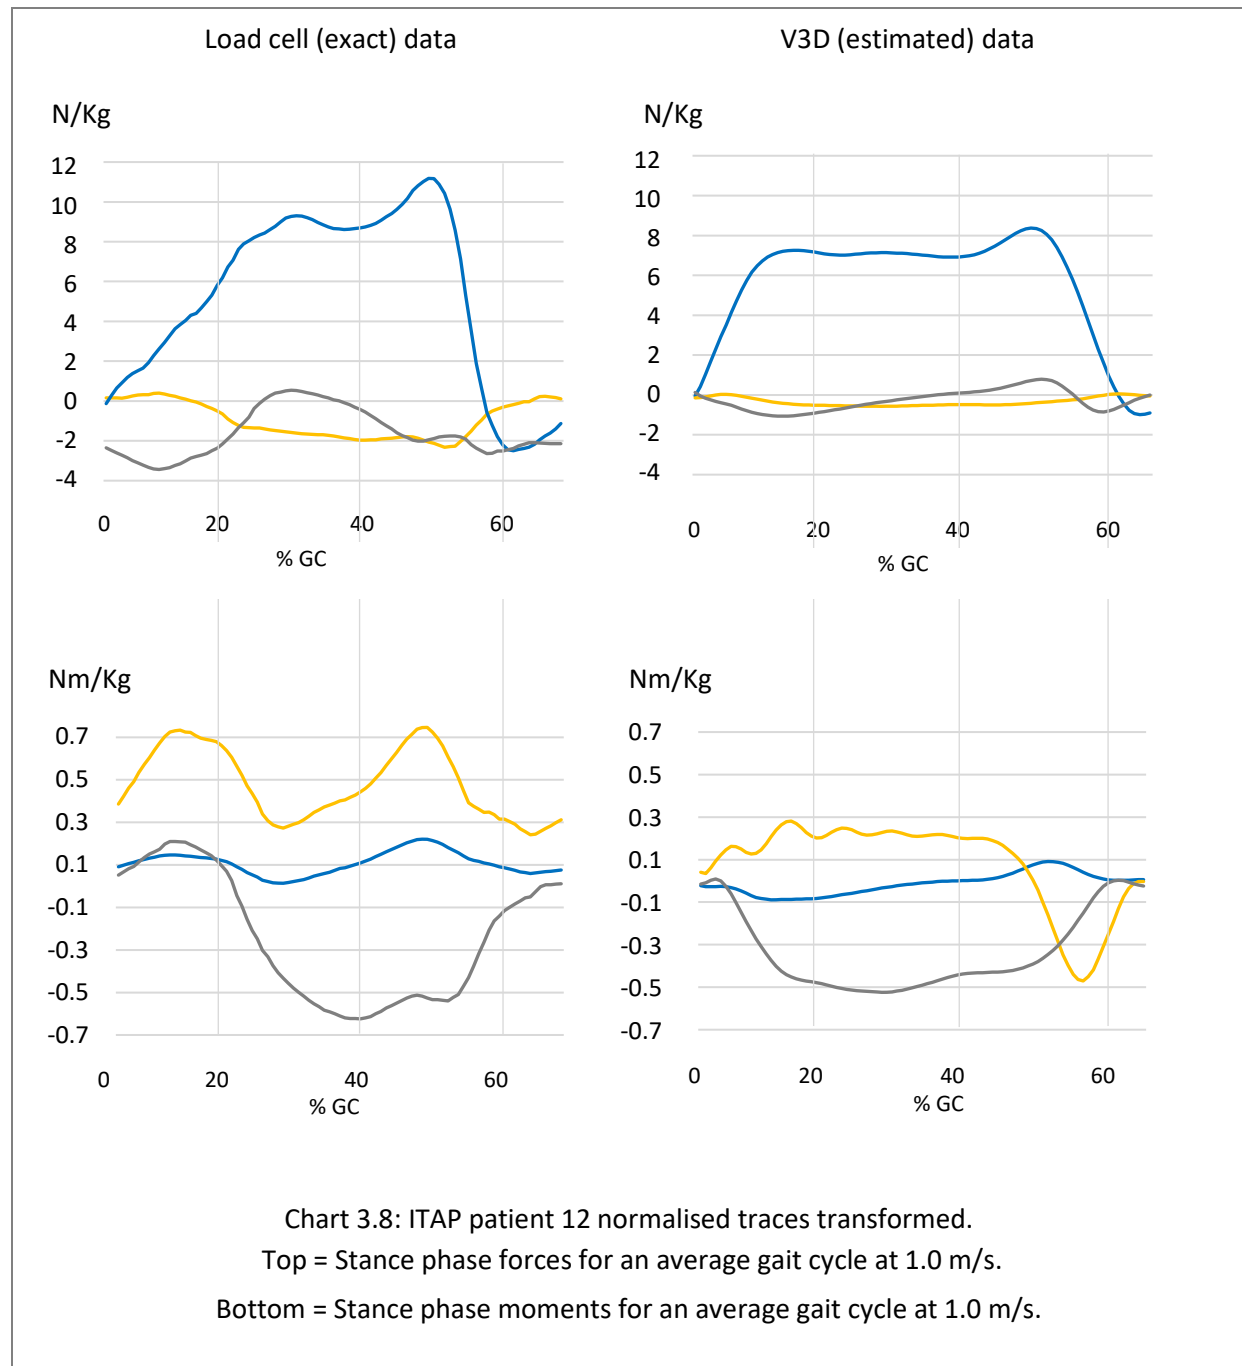 Load cell (exact) data
V3D (estimated) data
N/Kg
12
10
8
6
4
2
0
-2
-4
0 20 40 60
% GC
N/Kg
12
10
8
6
4
2
0
-2
-4
0 20 40 60
% GC
Nm/Kg
0.7
0.5
0.3
0.1
-0.1
-0.3
-0.5
-0.7
0 20 40 60
% GC
Nm/Kg
0.7
0.5
0.3
0.1
-0.1
-0.3
-0.5
-0.7
0 20 40 60
% GC
Chart 3.8: ITAP patient 12 normalised traces transformed.
Top = Stance phase forces for an average gait cycle at 1.0 m/s.
Bottom = Stance phase moments for an average gait cycle at 1.0 m/s.